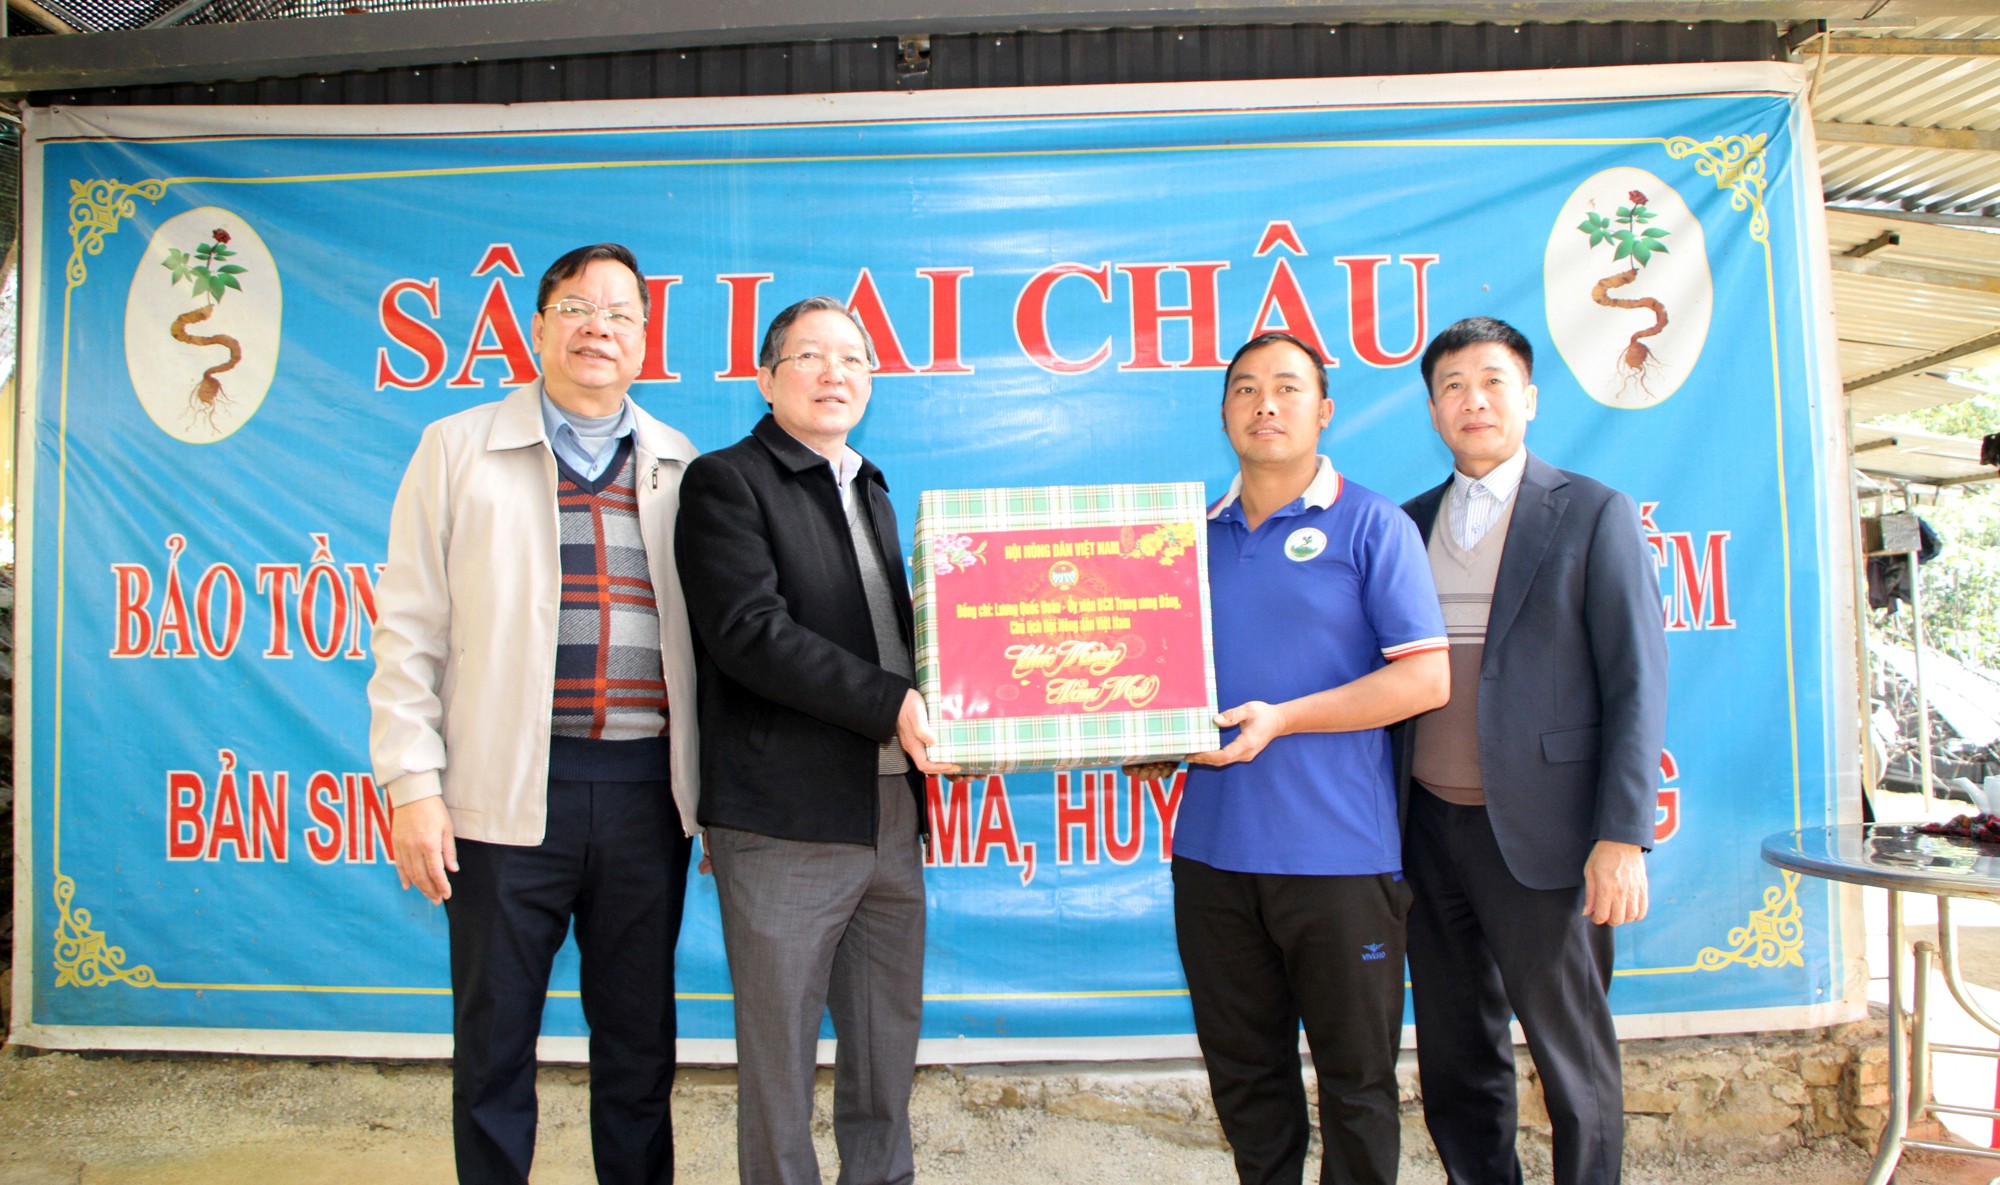 SÂM LAI CHÂU
BẢO TỒN
ẾM
BẢN SIN
MA, HUY
G
HỘI NÔNG DÂN VIỆT NAM
Đồng chí: Lương Quốc Đoàn - Ủy viên BCH Trung ương Đảng,
Chủ tịch Hội Nông dân Việt Nam
Chúc Mừng
Năm Mới